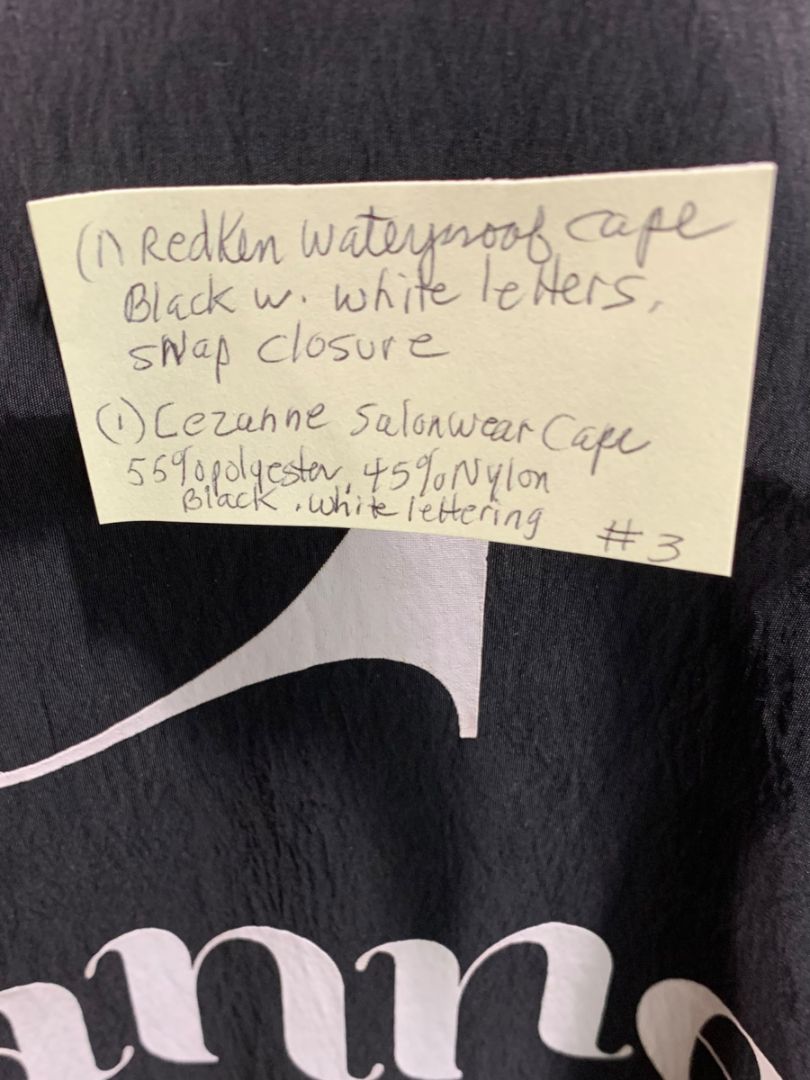 (1) Redken Waterproof Cape
Black w. white letters,
snap closure
(1) Cezanne Salonwear Cape
55% polyester, 45% Nylon
Black, white lettering
#3
anne